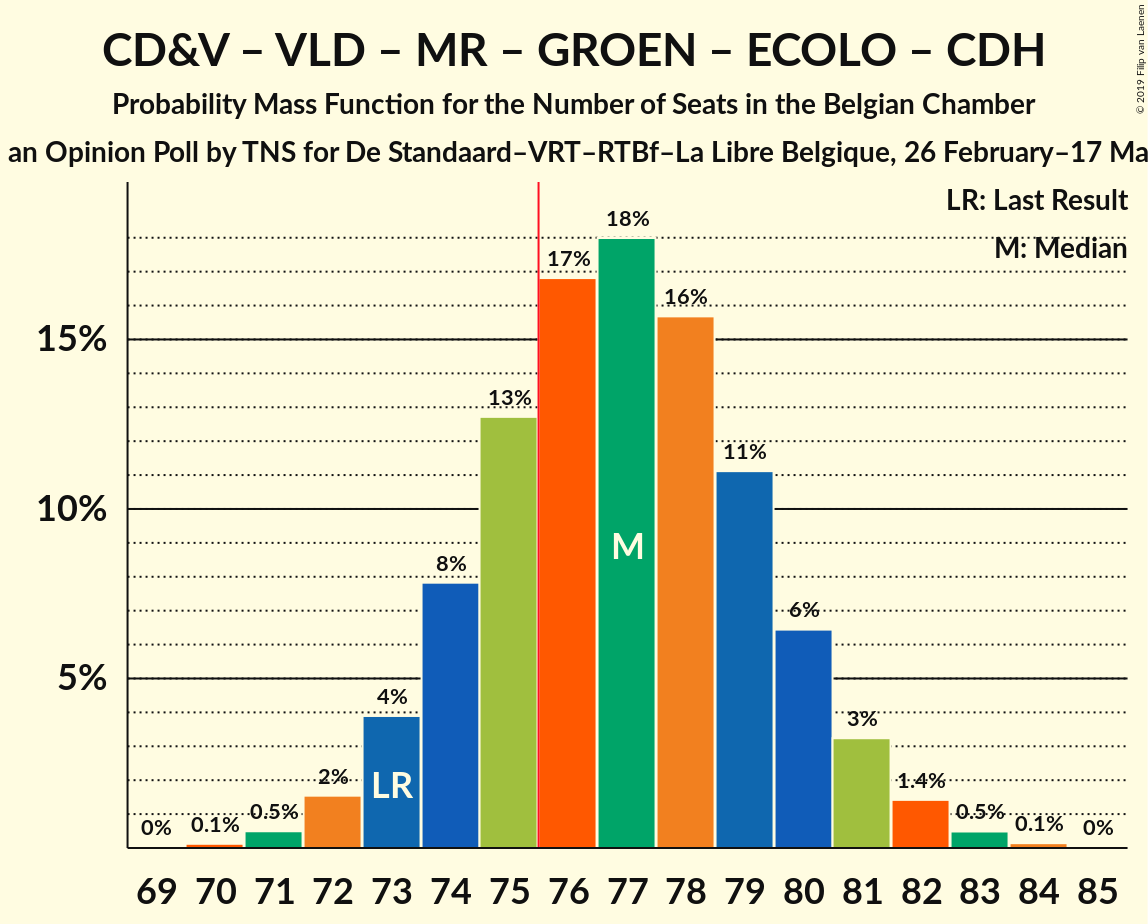 CD&V – VLD – MR – GROEN – ECOLO – CDH
Probability Mass Function for the Number of Seats in the Belgian Chamber
an Opinion Poll by TNS for De Standaard–VRT–RTBf–La Libre Belgique, 26 February–17 Ma
© 2019 Filip van Laenen
LR: Last Result
M: Median
15%
10%
5%
0%
0.1%
0.5%
2%
4%
8%
13%
17%
18%
16%
11%
6%
3%
1.4%
0.5%
0.1%
0%
LR
M
69 70 71 72 73 74 75 76 77 78 79 80 81 82 83 84 85